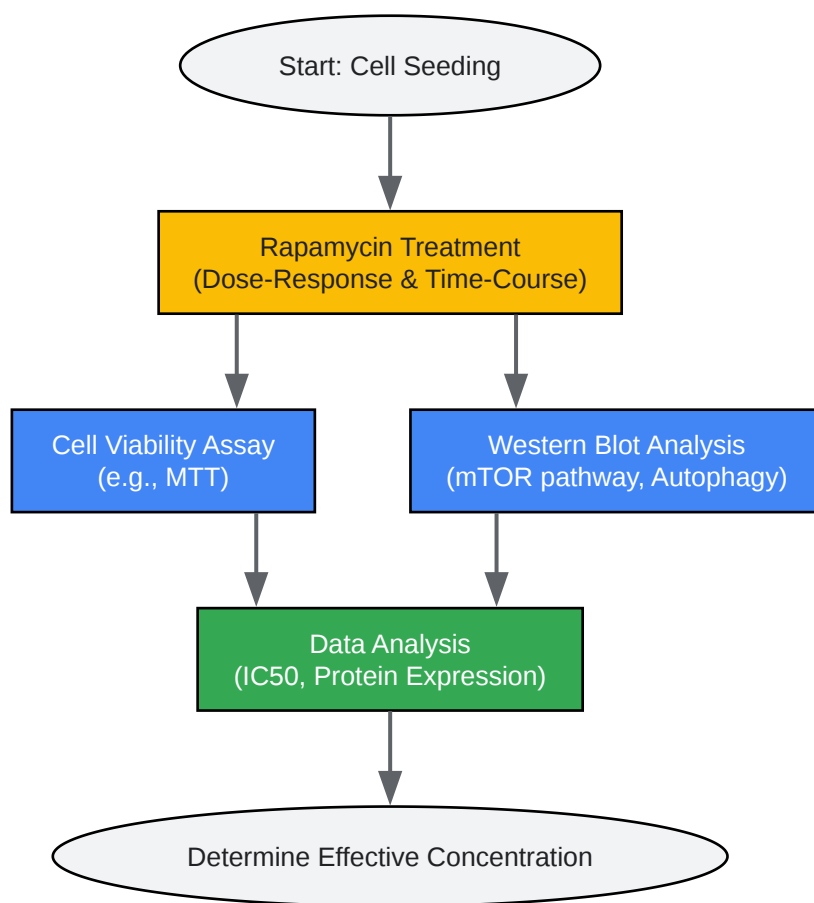 Start: Cell Seeding
Rapamycin Treatment
(Dose-Response & Time-Course)
Cell Viability Assay
(e.g., MTT)
Western Blot Analysis
(mTOR pathway, Autophagy)
Data Analysis
(IC50, Protein Expression)
Determine Effective Concentration